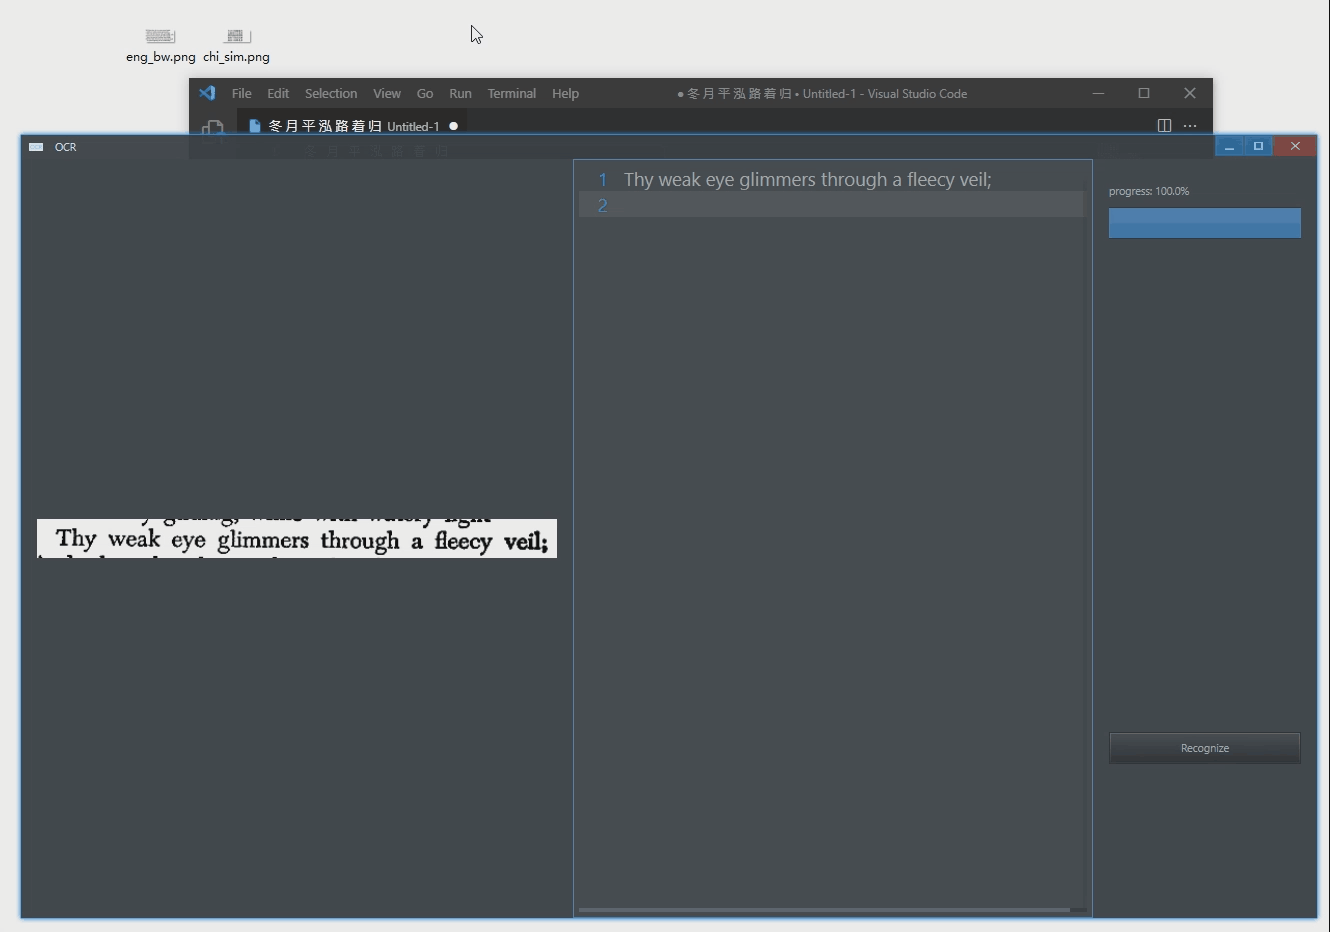 eng_bw.png chi_sim.png
File Edit Selection View Go Run Terminal Help ● 冬月平泓路着归 • Untitled-1 - Visual Studio Code
冬月平泓路着归 Untitled-1 ●
OCR
1 Thy weak eye glimmers through a fleecy veil;
2
progress: 100.0%
Thy weak eye glimmers through a fleecy veil;
Recognize